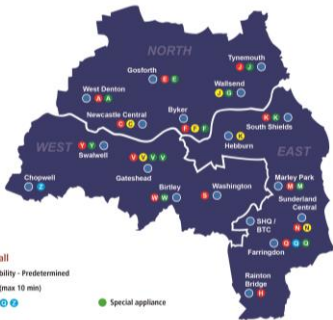 NORTH
Tynemouth
J J
Gosforth
E E
West Denton
A A
Wallsend
J G
Newcastle Central
C C
Byker
F F F
South Shields
K K
WEST
Y Y
Swalwell
Hebburn
K
EAST
V V V V
Gateshead
Chopwell
Z
Birtley
W W
Washington
S
Marley Park
M M
Sunderland
Central
N N
SHQ /
BTC
Farringdon
Q Q Q
Rainton
Bridge
H
all
bility - Predetermined
(max 10 min)
Q Z
Special appliance